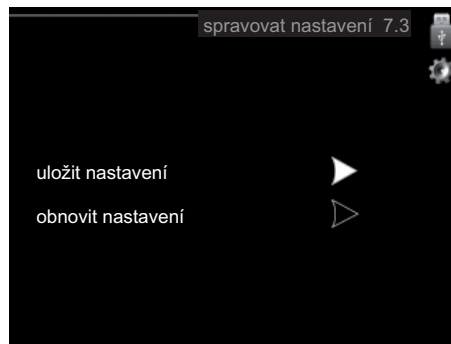 spravovat nastavení 7.3
uložit nastavení
obnovit nastavení